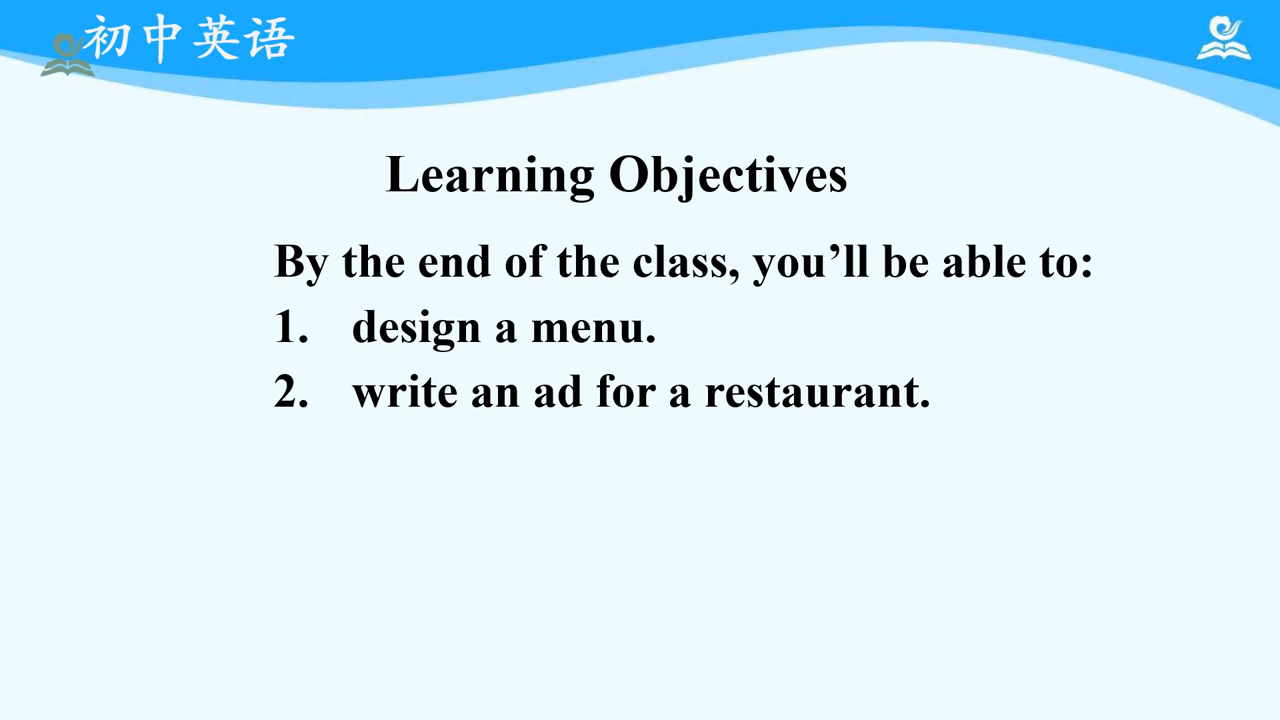 初中英语
Learning Objectives
By the end of the class, you’ll be able to:
1. design a menu.
2. write an ad for a restaurant.